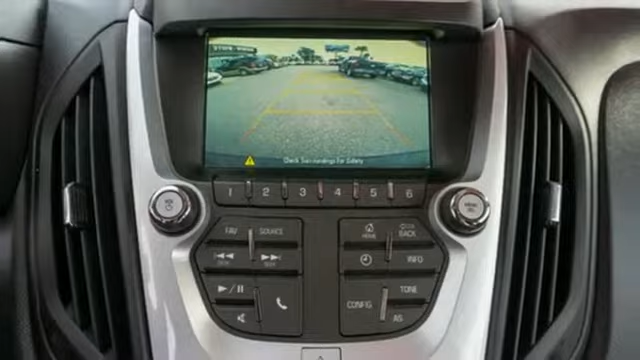 Check Surroundings for Safety
1 2 3 4 5 6
FAV SOURCE
HOME BACK
INFO
CONFIG TONE
AS